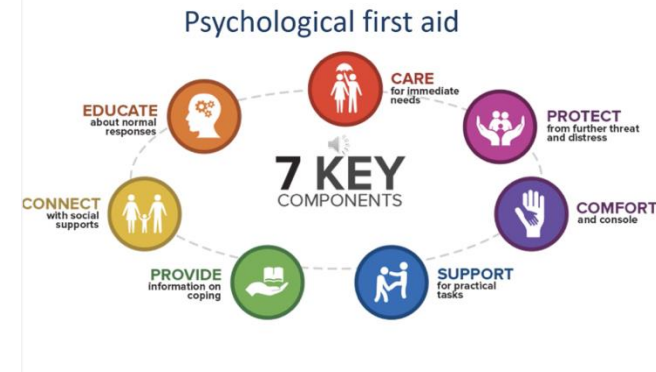 Psychological first aid
CARE
for immediate
needs
PROTECT
from further threat
and distress
COMFORT
and console
SUPPORT
for practical
tasks
PROVIDE
information on
coping
CONNECT
with social
supports
EDUCATE
about normal
responses
7 KEY
COMPONENTS